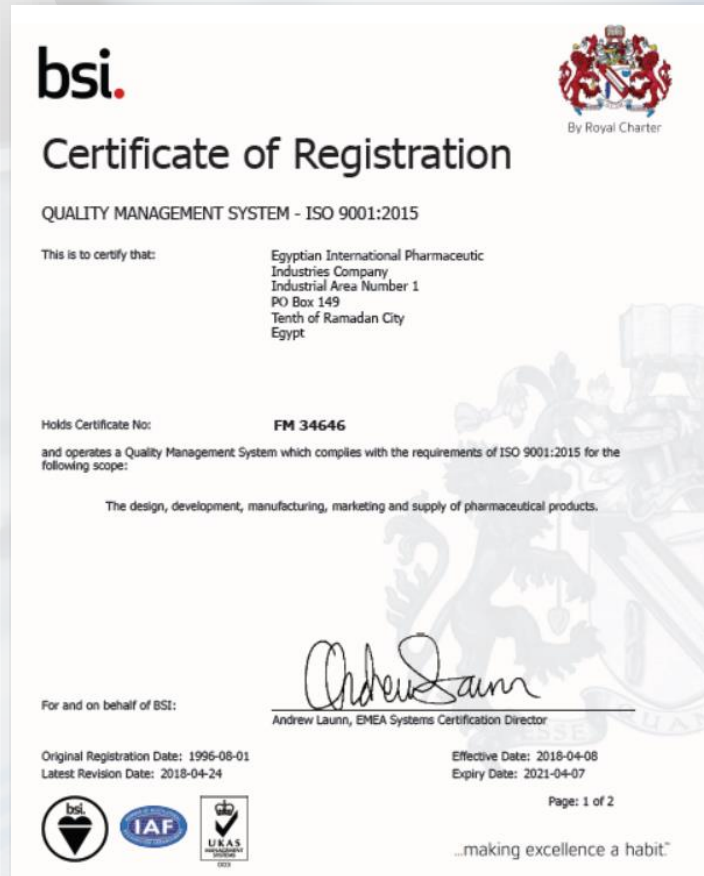 bsi.
By Royal Charter
Certificate of Registration
QUALITY MANAGEMENT SYSTEM - ISO 9001:2015
This is to certify that:
Egyptian International Pharmaceutic
Industries Company
Industrial Area Number 1
PO Box 149
Tenth of Ramadan City
Egypt
Holds Certificate No:
FM 34646
and operates a Quality Management System which complies with the requirements of ISO 9001:2015 for the
following scope:
The design, development, manufacturing, marketing and supply of pharmaceutical products.
For and on behalf of BSI:
Andrew Launn, EMEA Systems Certification Director
Original Registration Date: 1996-08-01
Effective Date: 2018-04-08
Latest Revision Date: 2018-04-24
Expiry Date: 2021-04-07
Page: 1 of 2
bsi.
IAF
UKAS
MANAGEMENT
SYSTEMS
003
...making excellence a habit.™